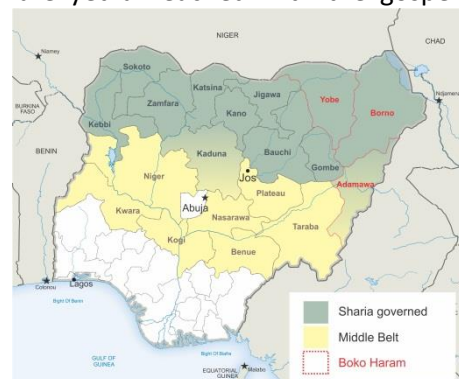 NIGER
CHAD
Niamey
Sokoto
Katsina
Jigawa
Yobe
Borno
Zamfara
Kano
Kebbi
BURKINA
FASO
BENIN
Kaduna
Bauchi
Gombe
Adamawa
Jos
Niger
Plateau
Abuja
Nasarawa
Kwara
Taraba
Kogi
Benue
Lagos
Bight Of Benin
Bight Of Biafra
GULF OF
GUINEA
EQUATORIAL
GUINEA
Malabo
Sharia governed
Middle Belt
Boko Haram